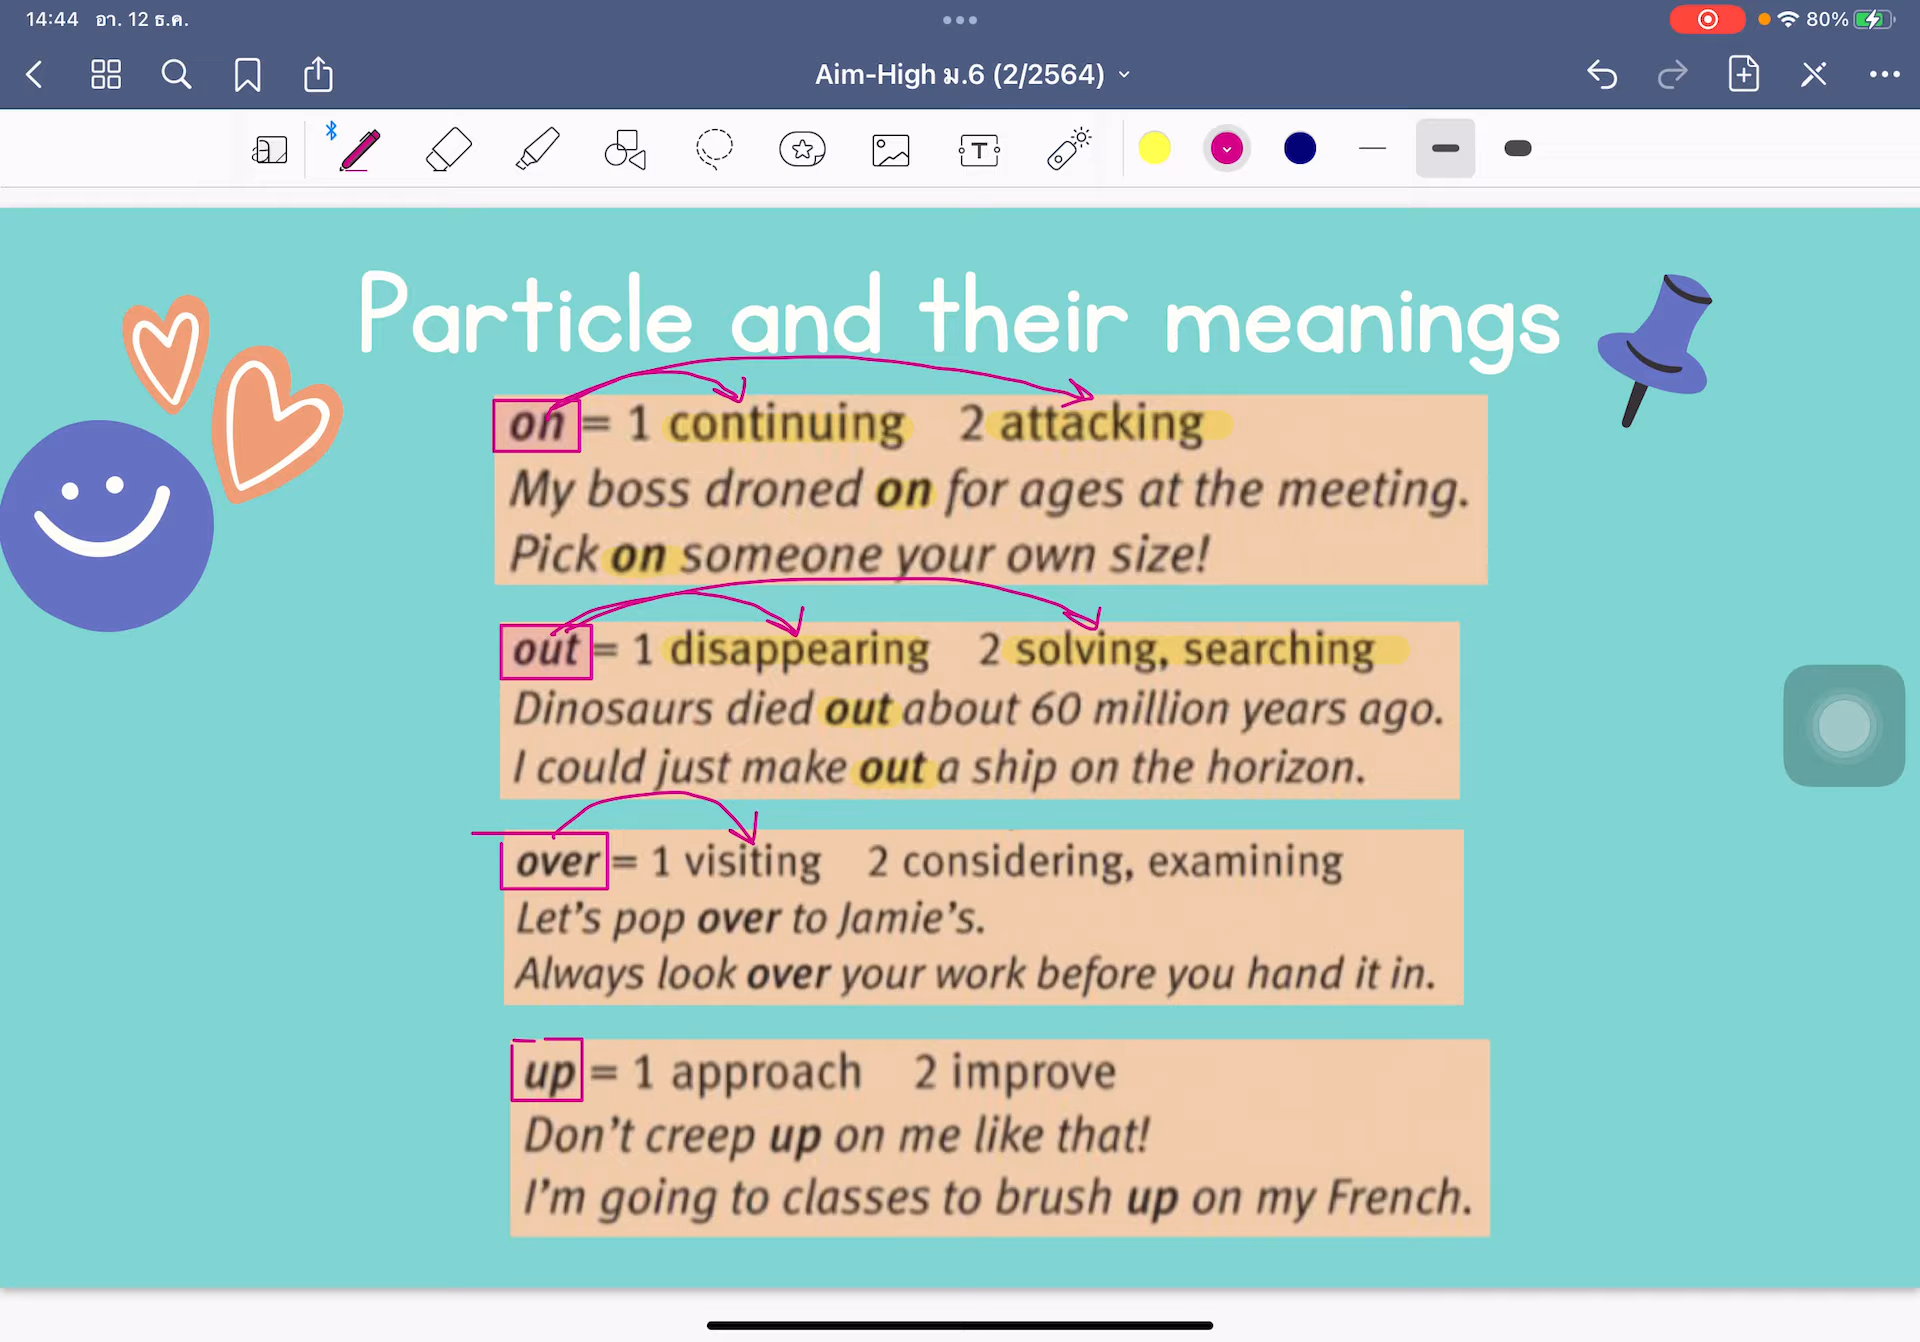 14:44 อา. 12 ธ.ค.
80%
Aim-High ม.6 (2/2564)
T
Particle and their meanings
on = 1 continuing 2 attacking
My boss droned on for ages at the meeting.
Pick on someone your own size!
out = 1 disappearing 2 solving, searching
Dinosaurs died out about 60 million years ago.
I could just make out a ship on the horizon.
over = 1 visiting 2 considering, examining
Let's pop over to Jamie's.
Always look over your work before you hand it in.
up = 1 approach 2 improve
Don't creep up on me like that!
I'm going to classes to brush up on my French.